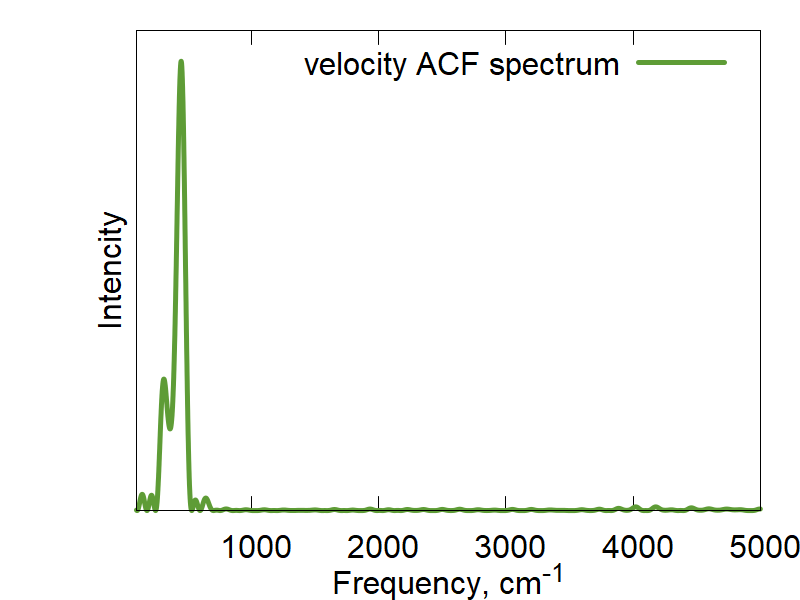 velocity ACF spectrum
Intencity
1000 2000 3000 4000 5000
Frequency, cm-1